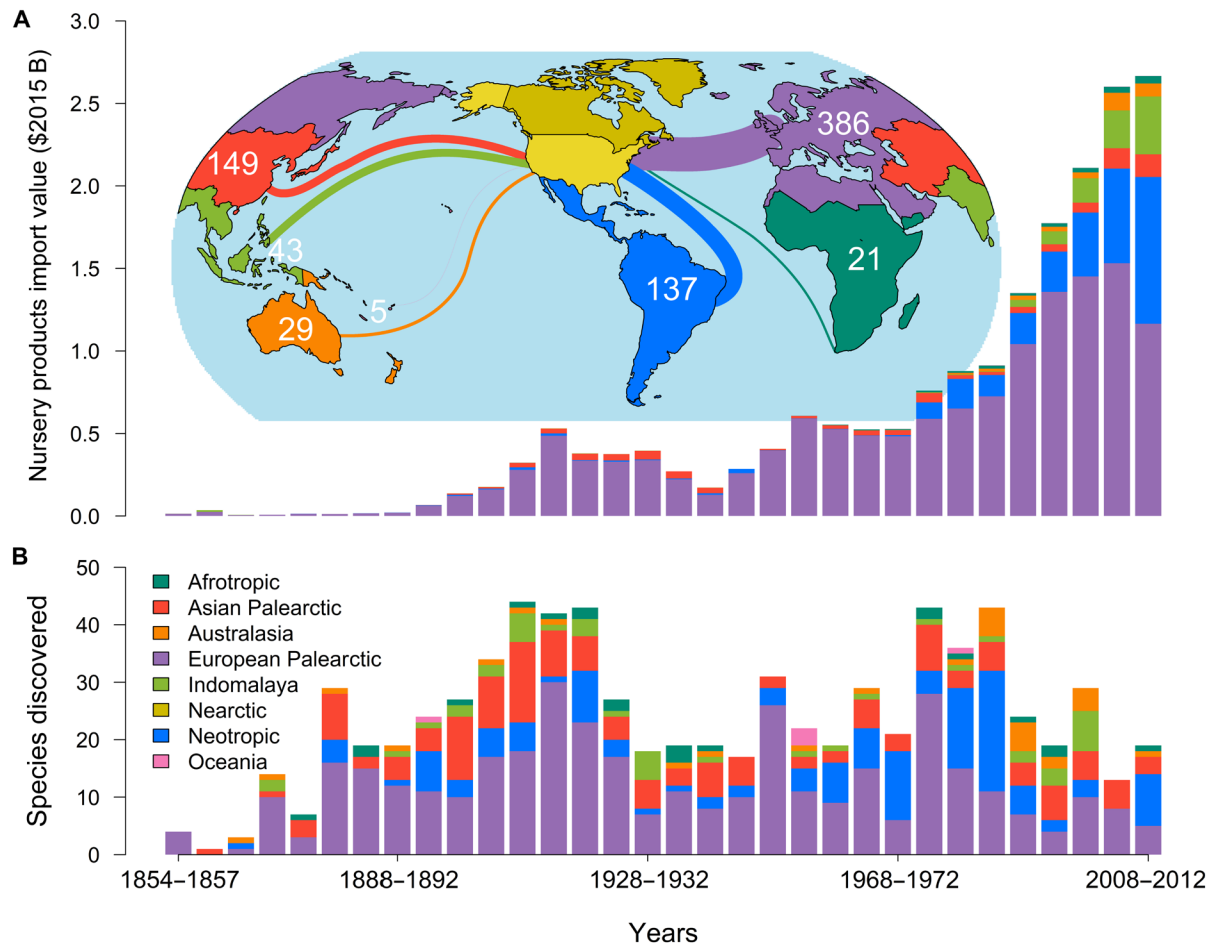 A
Nursery products import value ($2015 B)
3.0
2.5
2.0
1.5
1.0
0.5
0.0
149
43
29
5
386
137
21
B
Species discovered
50
40
30
20
10
0
Afrotropic
Asian Palearctic
Australasia
European Palearctic
Indomalaya
Nearctic
Neotropic
Oceania
1854–1857
1888–1892
1928–1932
1968–1972
2008–2012
Years